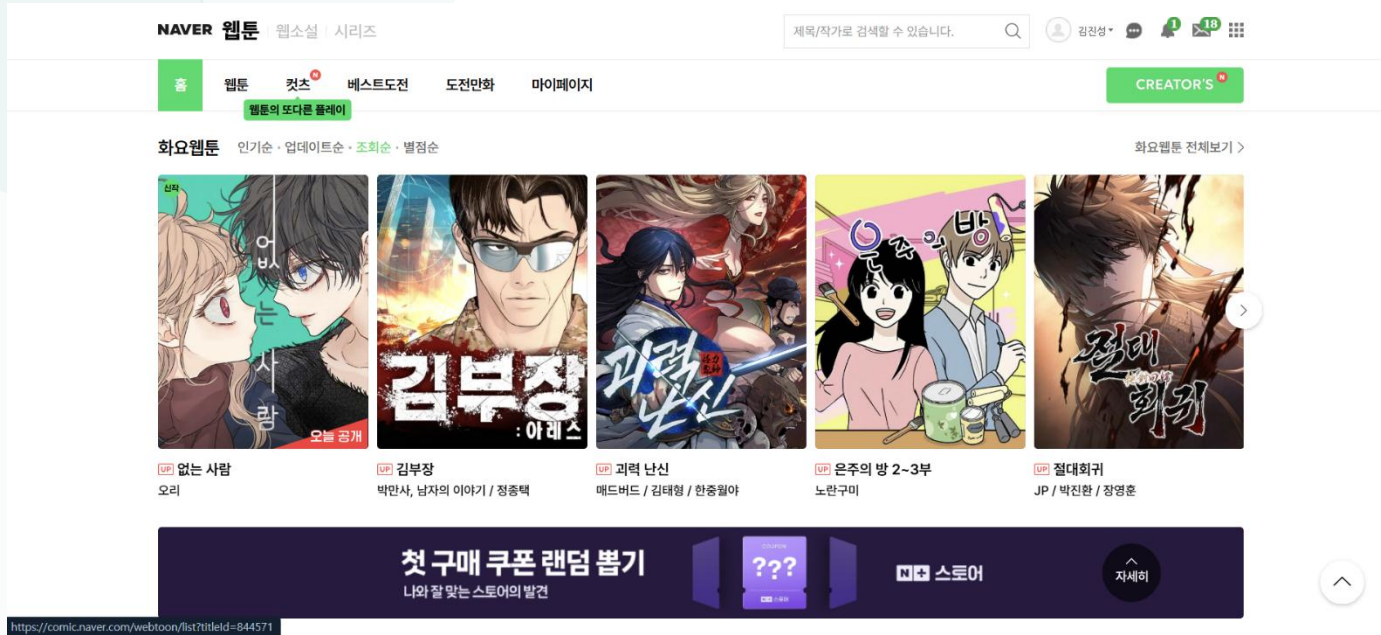 NAVER 웹툰 웹소설 시리즈
제목/작가로 검색할 수 있습니다.
김진성
1
18
홈 웹툰 컷츠 N 베스트도전 도전만화 마이페이지
CREATOR'S N
웹툰의 또다른 플레이
화요웹툰 인기순 · 업데이트순 · 조회순 · 별점순
화요웹툰 전체보기 >
신작
없는 사람
오늘 공개
김부장
: 아레스
괴력
난신
은주의 방
절대
회귀
UP 없는 사람
오리
UP 김부장
박만사, 남자의 이야기 / 정종택
UP 괴력 난신
매드버드 / 김태형 / 한중월야
UP 은주의 방 2~3부
노란구미
UP 절대회귀
JP / 박진환 / 장영훈
첫 구매 쿠폰 랜덤 뽑기
나와 잘 맞는 스토어의 발견
COUPON
???
N+ 스토어
N+ 스토어
자세히
https://comic.naver.com/webtoon/list?titleId=844571